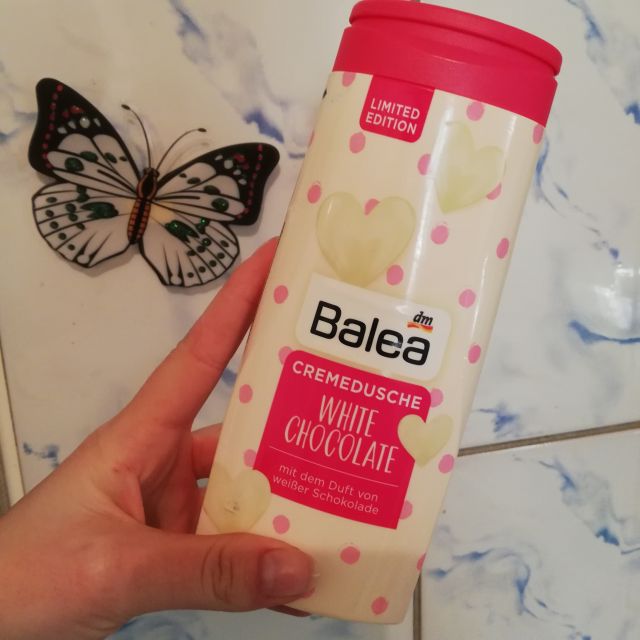 LIMITED
EDITION
dm
Balea
CREMEDUSCHE
WHITE
CHOCOLATE
mit dem Duft von
weißer Schokolade